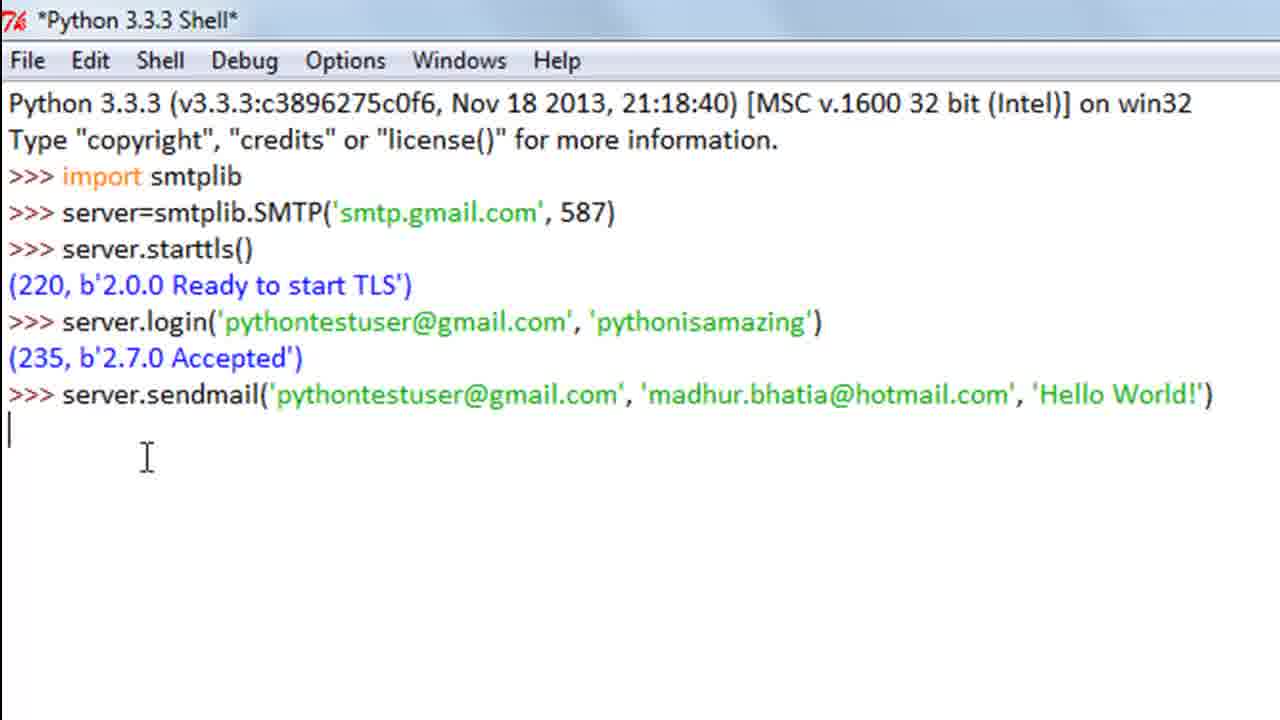 *Python 3.3.3 Shell*
File Edit Shell Debug Options Windows Help
Python 3.3.3 (v3.3.3:c3896275c0f6, Nov 18 2013, 21:18:40) [MSC v.1600 32 bit (Intel)] on win32
Type "copyright", "credits" or "license()" for more information.
>>> import smtplib
>>> server=smtplib.SMTP('smtp.gmail.com', 587)
>>> server.starttls()
(220, b'2.0.0 Ready to start TLS')
>>> server.login('pythontestuser@gmail.com', 'pythonisamazing')
(235, b'2.7.0 Accepted')
>>> server.sendmail('pythontestuser@gmail.com', 'madhur.bhatia@hotmail.com', 'Hello World!')